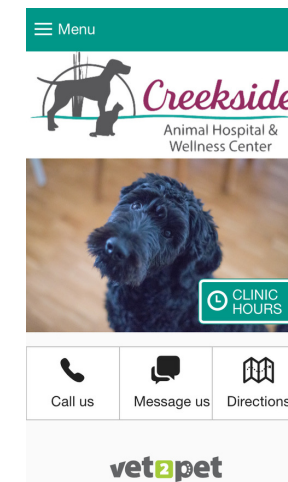 Menu
Creekside
Animal Hospital &
Wellness Center
CLINIC
HOURS
Call us
Message us
Directions
vet2pet